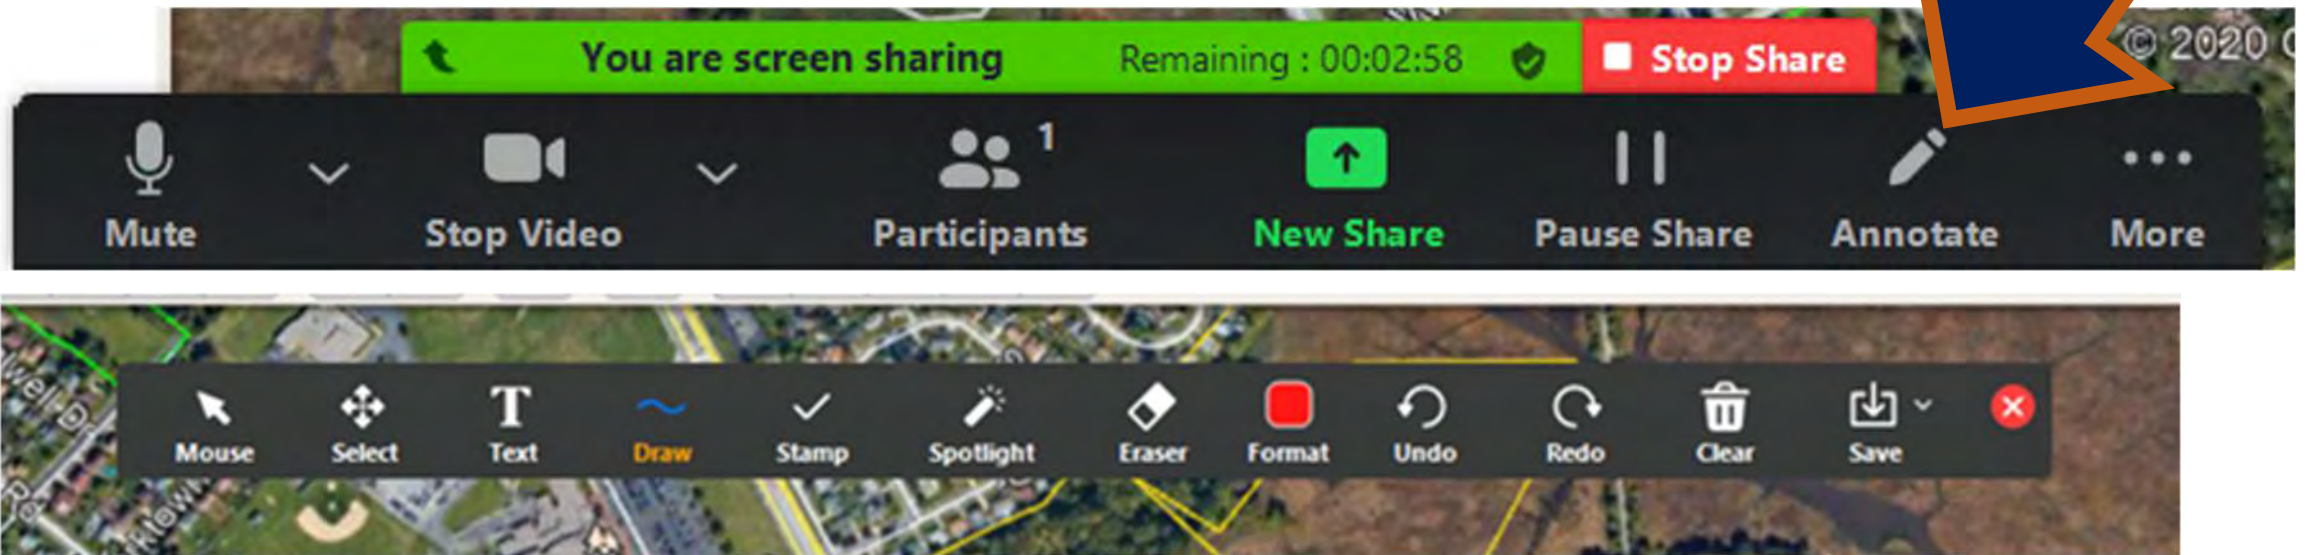 You are screen sharing Remaining : 00:02:58 Stop Share
© 2020
1
Mute Stop Video Participants New Share Pause Share Annotate More
Mouse Select Text Draw Stamp Spotlight Eraser Format Undo Redo Clear Save